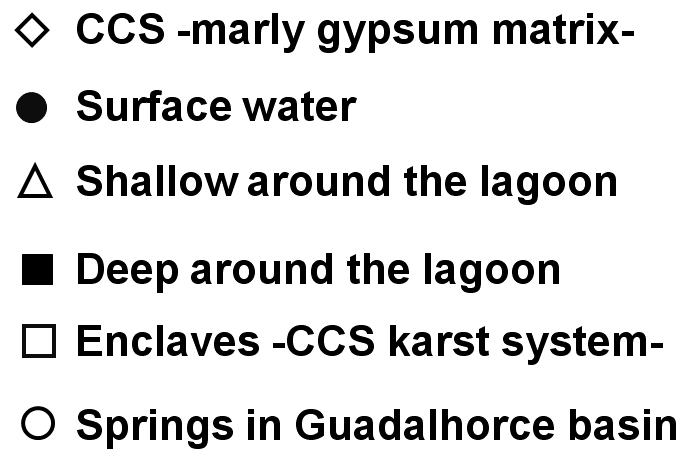 CCS -marly gypsum matrix-
Surface water
Shallow around the lagoon
Deep around the lagoon
Enclaves -CCS karst system-
Springs in Guadalhorce basin